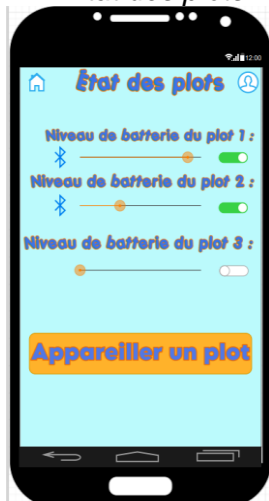 12:00
État des plots
Niveau de batterie du plot 1 :
Niveau de batterie du plot 2 :
Niveau de batterie du plot 3 :
Appareiller un plot